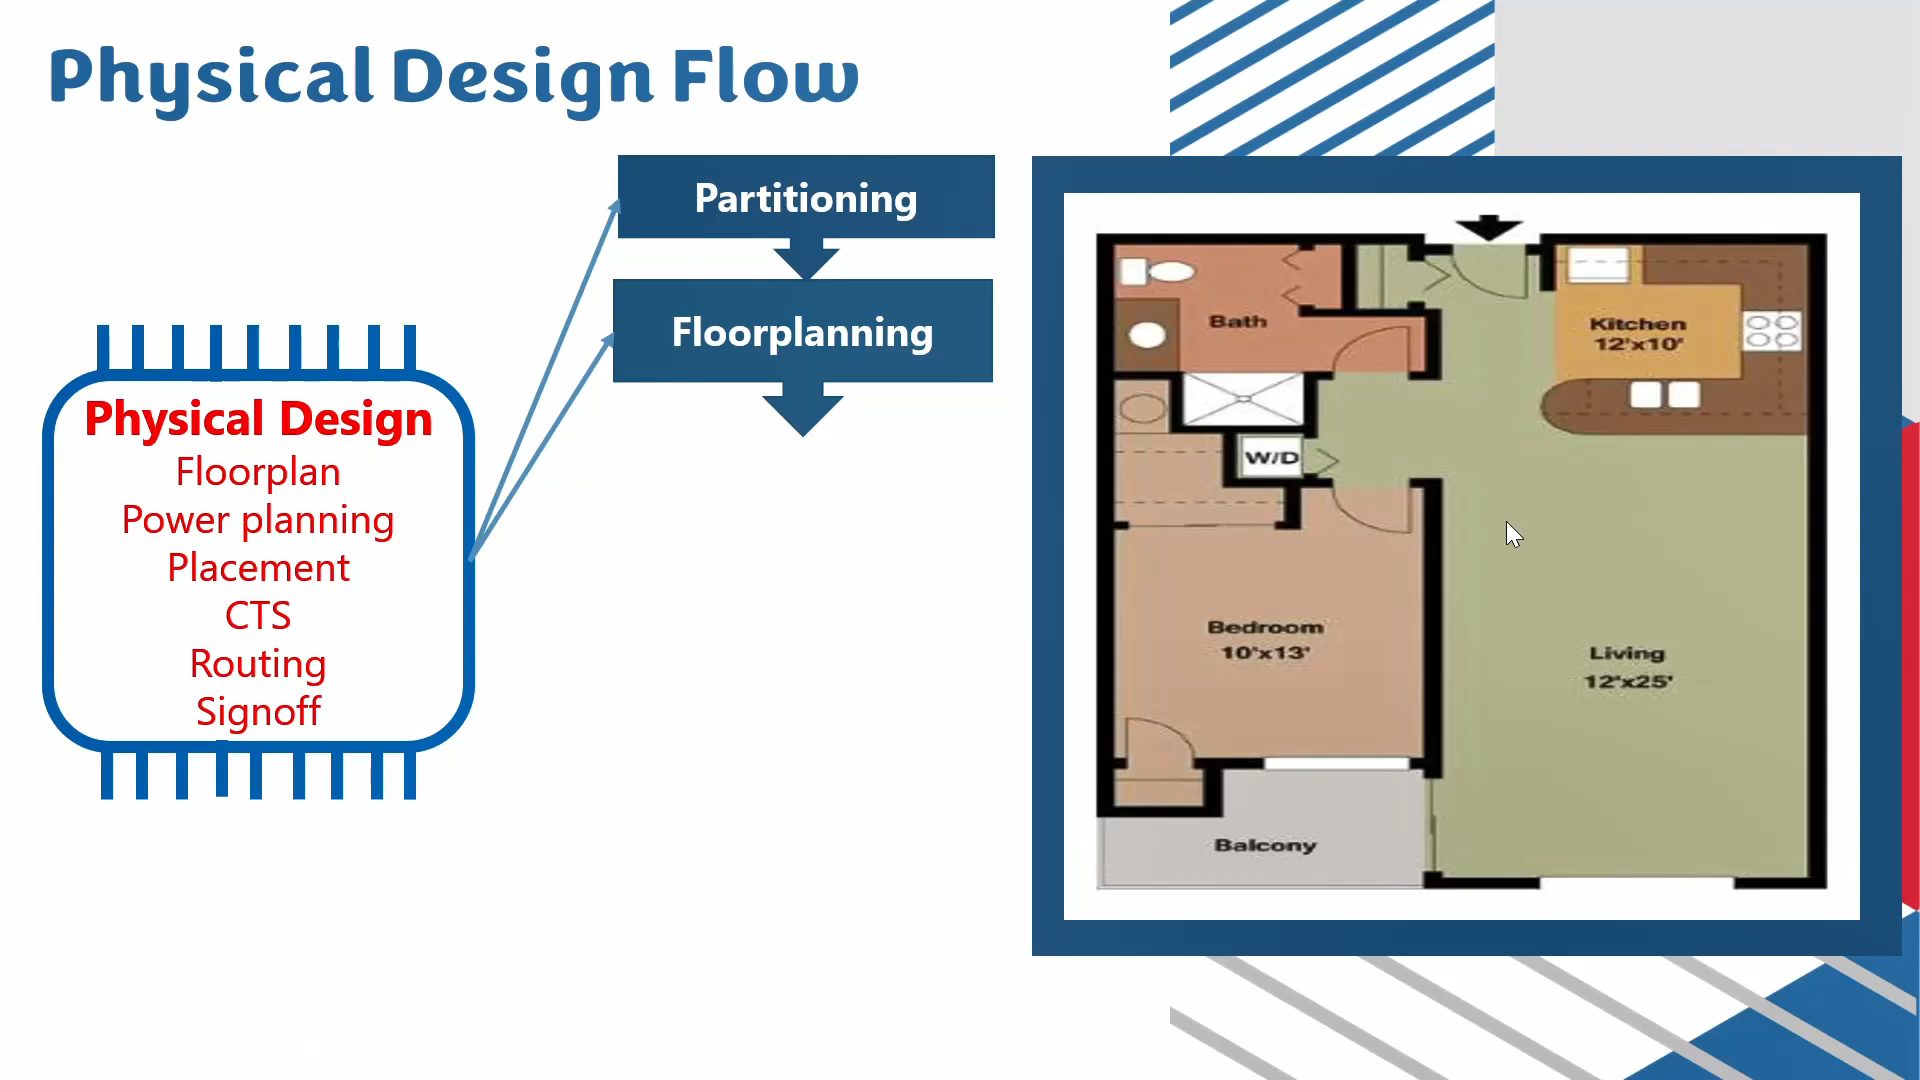 Physical Design Flow
Partitioning
Floorplanning
Physical Design
Floorplan
Power planning
Placement
CTS
Routing
Signoff
Bath
Kitchen
12'x10'
W/D
Bedroom
10'x13'
Living
12'x25'
Balcony